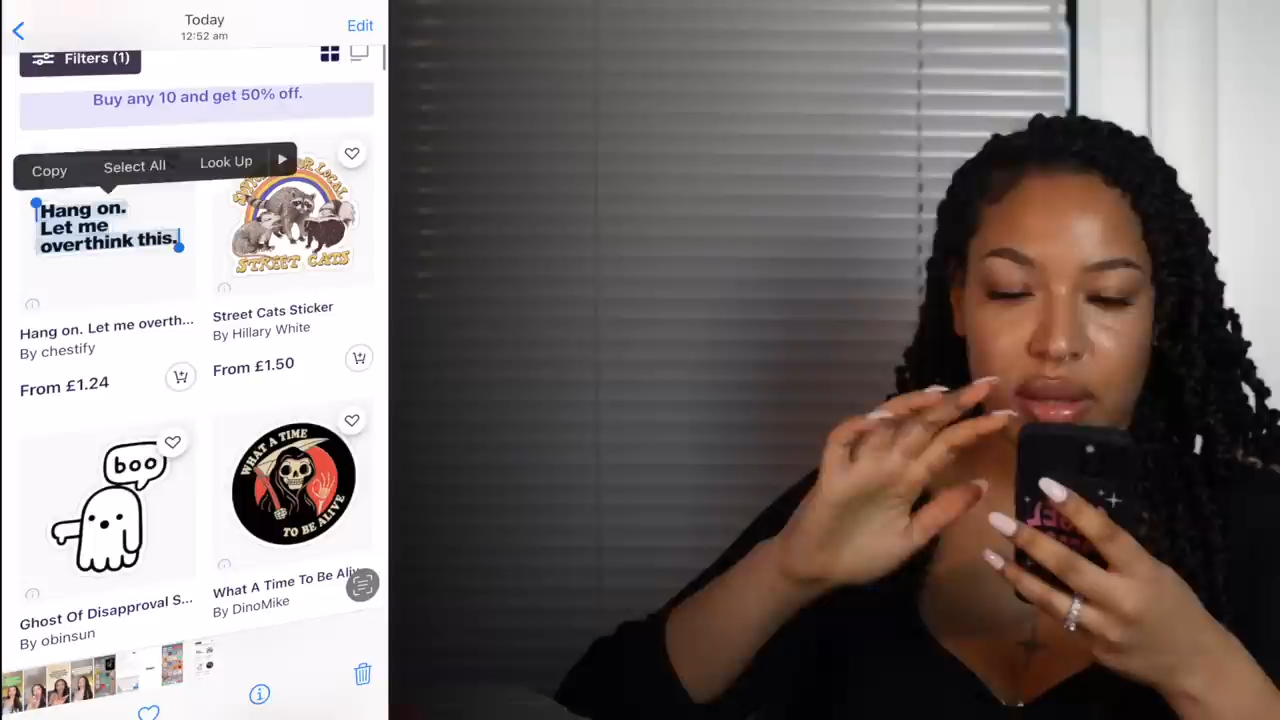 Today
12:52 am
Edit
Filters (1)
Buy any 10 and get 50% off.
Copy
Select All
Look Up
Hang on.
Let me
overthink this.
LOCAL
STREET CATS
Hang on. Let me overth...
By chestify
From £1.24
Street Cats Sticker
By Hillary White
From £1.50
boo
WHAT A TIME
TO BE ALIVE
Ghost Of Disapproval S...
By obinsun
What A Time To Be Aliv
By DinoMike